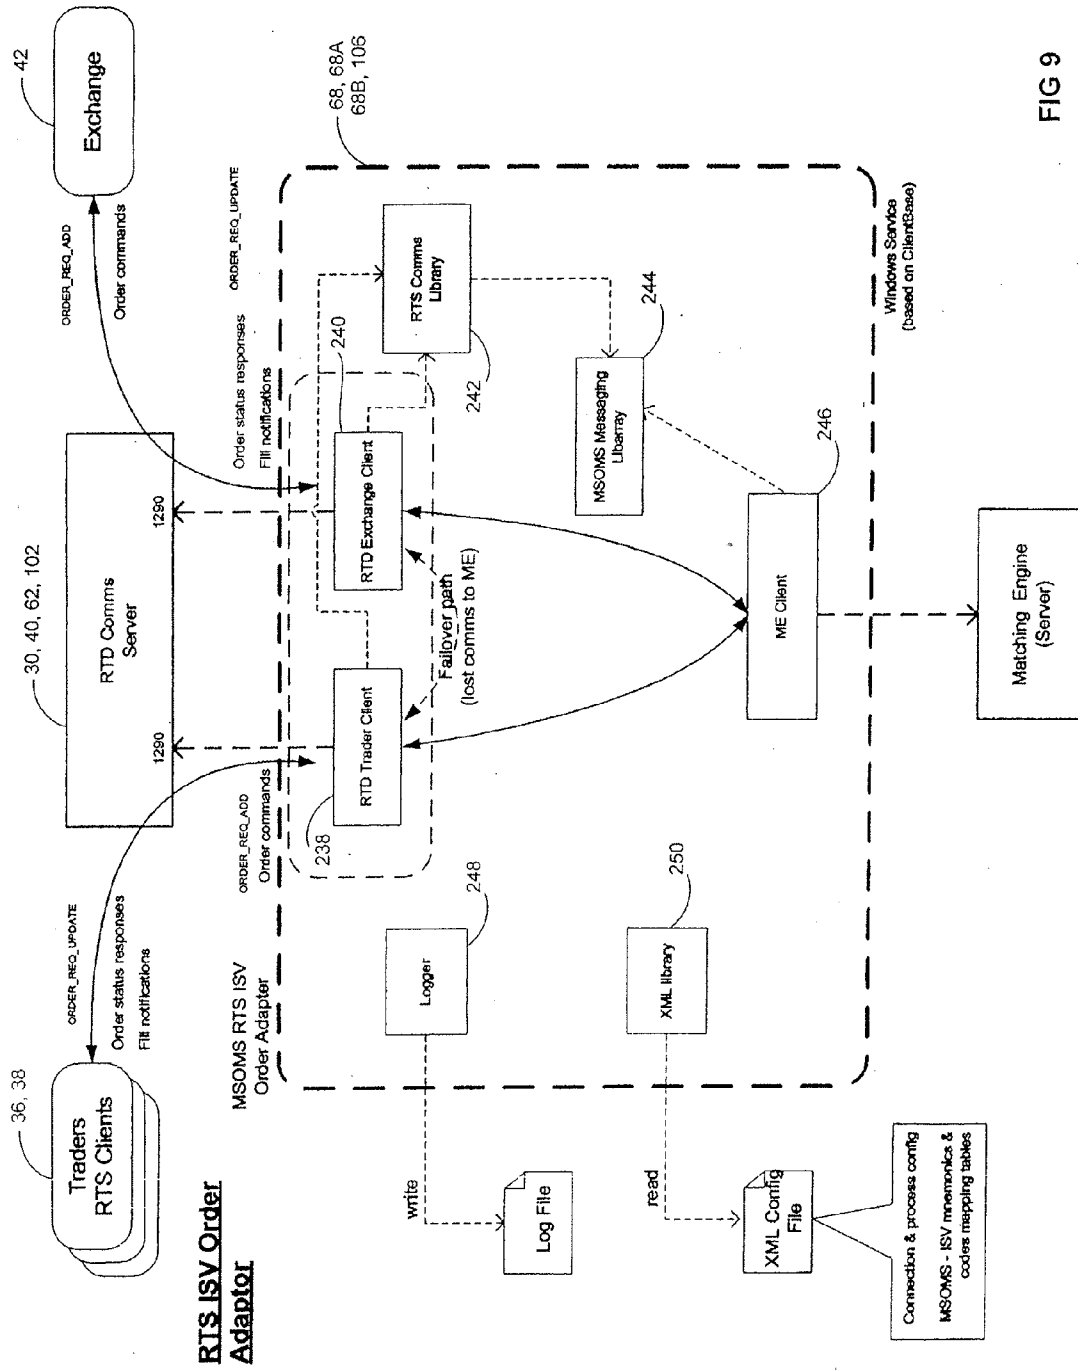 RTS ISV Order
Adaptor
36, 38
Traders
RTS Clients
ORDER_REQ_UPDATE
Order status responses
Fill notifications
30, 40, 62, 102
RTD Comms
Server
1290
1290
42
Exchange
ORDER_REQ_ADD
Order commands
MSOMS RTS ISV
Order Adapter
ORDER_REQ_ADD
Order commands
238
RTD Trader Client
RTD Exchange Client
240
Order status responses
Fill notifications
ORDER_REQ_UPDATE
68, 68A
68B, 106
Failover path
(lost comms to ME)
RTS Comms
Library
242
write
Log File
Logger
248
MSOMS Messaging
Libarray
244
read
XML Config
File
XML library
250
ME Client
246
Windows Service
(based on ClientBase)
Connection & process config
MSOMS - ISV mnemonics &
codes mapping tables
Matching Engine
(Server)
FIG 9